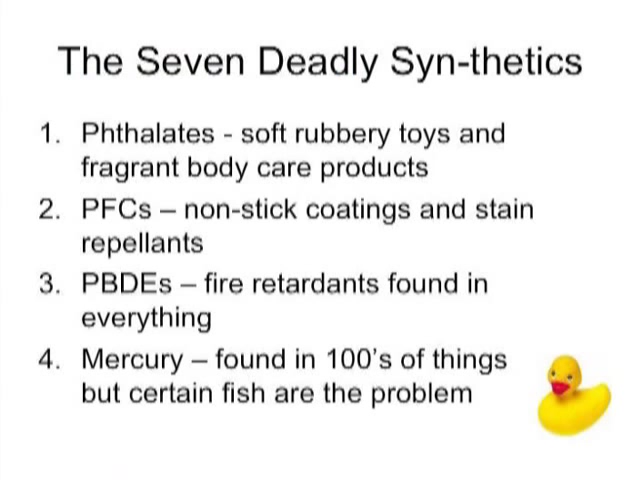 The Seven Deadly Syn-thetics
1. Phthalates - soft rubbery toys and
fragrant body care products
2. PFCs – non-stick coatings and stain
repellants
3. PBDEs – fire retardants found in
everything
4. Mercury – found in 100's of things
but certain fish are the problem